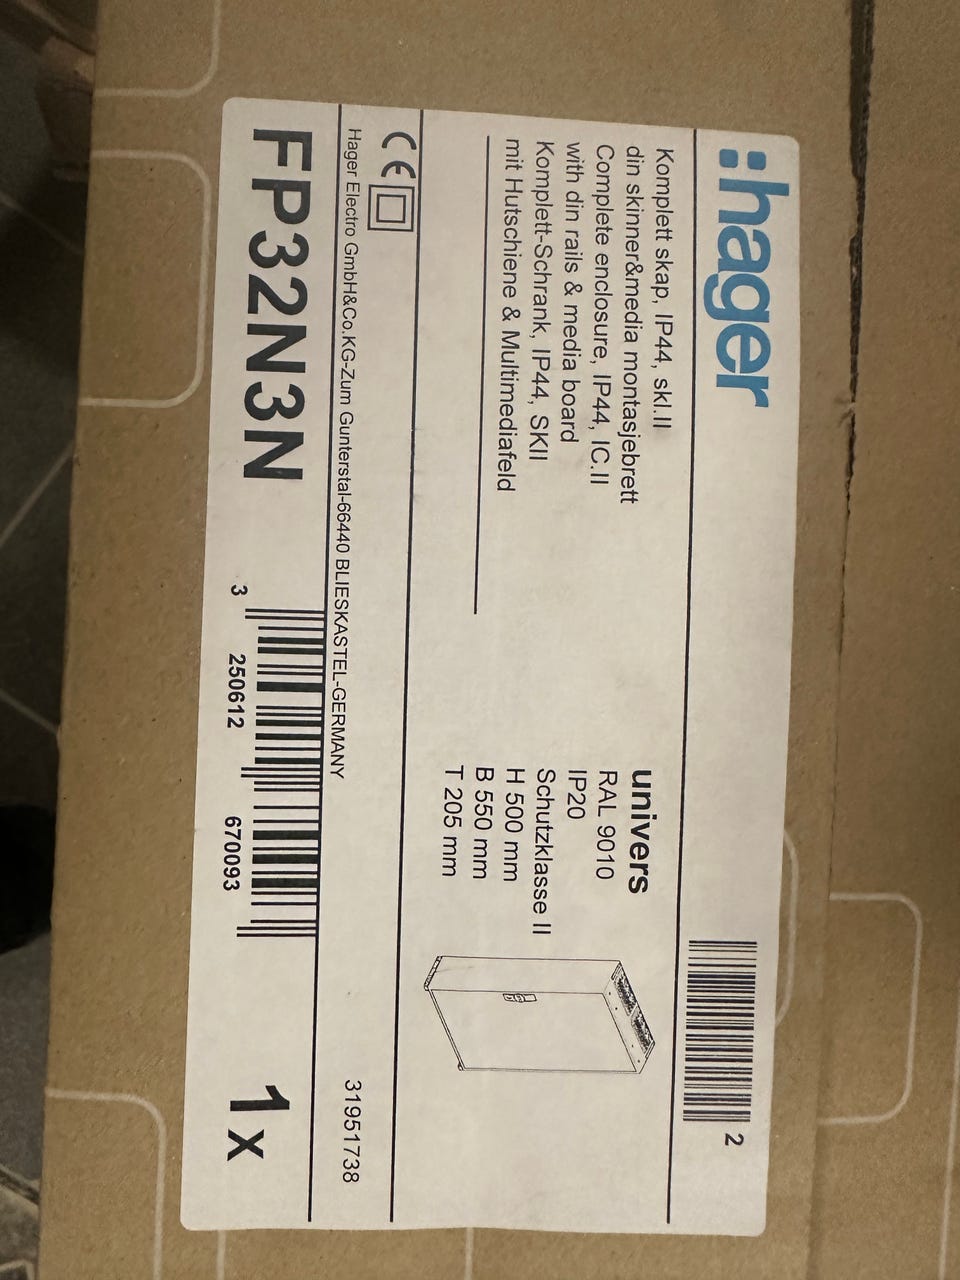 :hager
2
Komplett skap, IP44, skl.II
din skinner&media montasjebrett
Complete enclosure, IP44, IC.II
with din rails & media board
Komplett-Schrank, IP44, SKII
mit Hutschiene & Multimediafeld
univers
RAL 9010
IP20
Schutzklasse II
H 500 mm
B 550 mm
T 205 mm
CE
Hager Electro GmbH&Co.KG-Zum Gunterstal-66440 BLIESKASTEL-GERMANY
31951738
FP32N3N
3 250612 670093
1 x